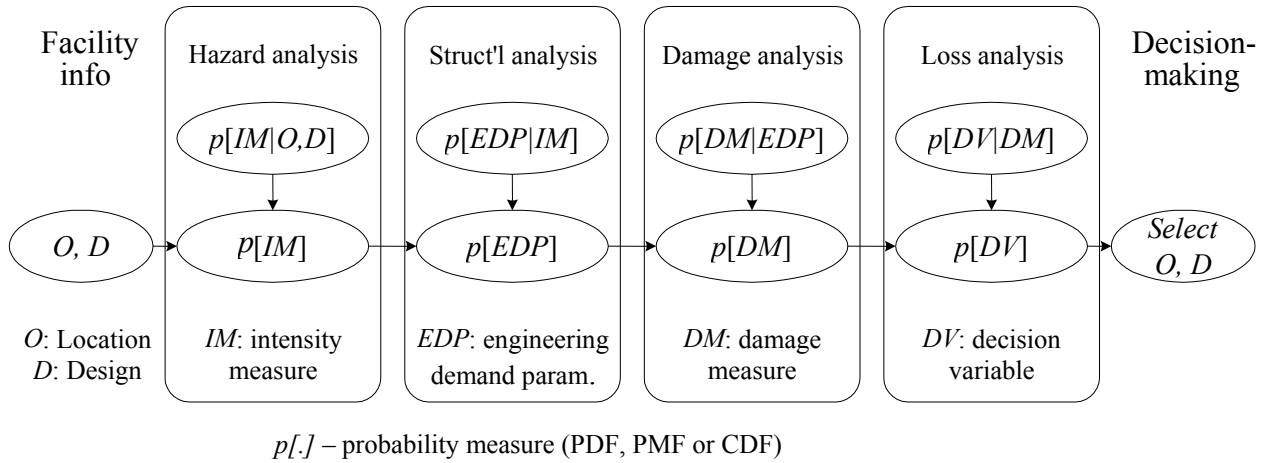 Facility
info
Hazard analysis
Struct'l analysis
Damage analysis
Loss analysis
Decision-
making
p[IM|O,D]
p[EDP|IM]
p[DM|EDP]
p[DV|DM]
O, D
p[IM]
p[EDP]
p[DM]
p[DV]
Select
O, D
O: Location
D: Design
IM: intensity
measure
EDP: engineering
demand param.
DM: damage
measure
DV: decision
variable
p[.] – probability measure (PDF, PMF or CDF)